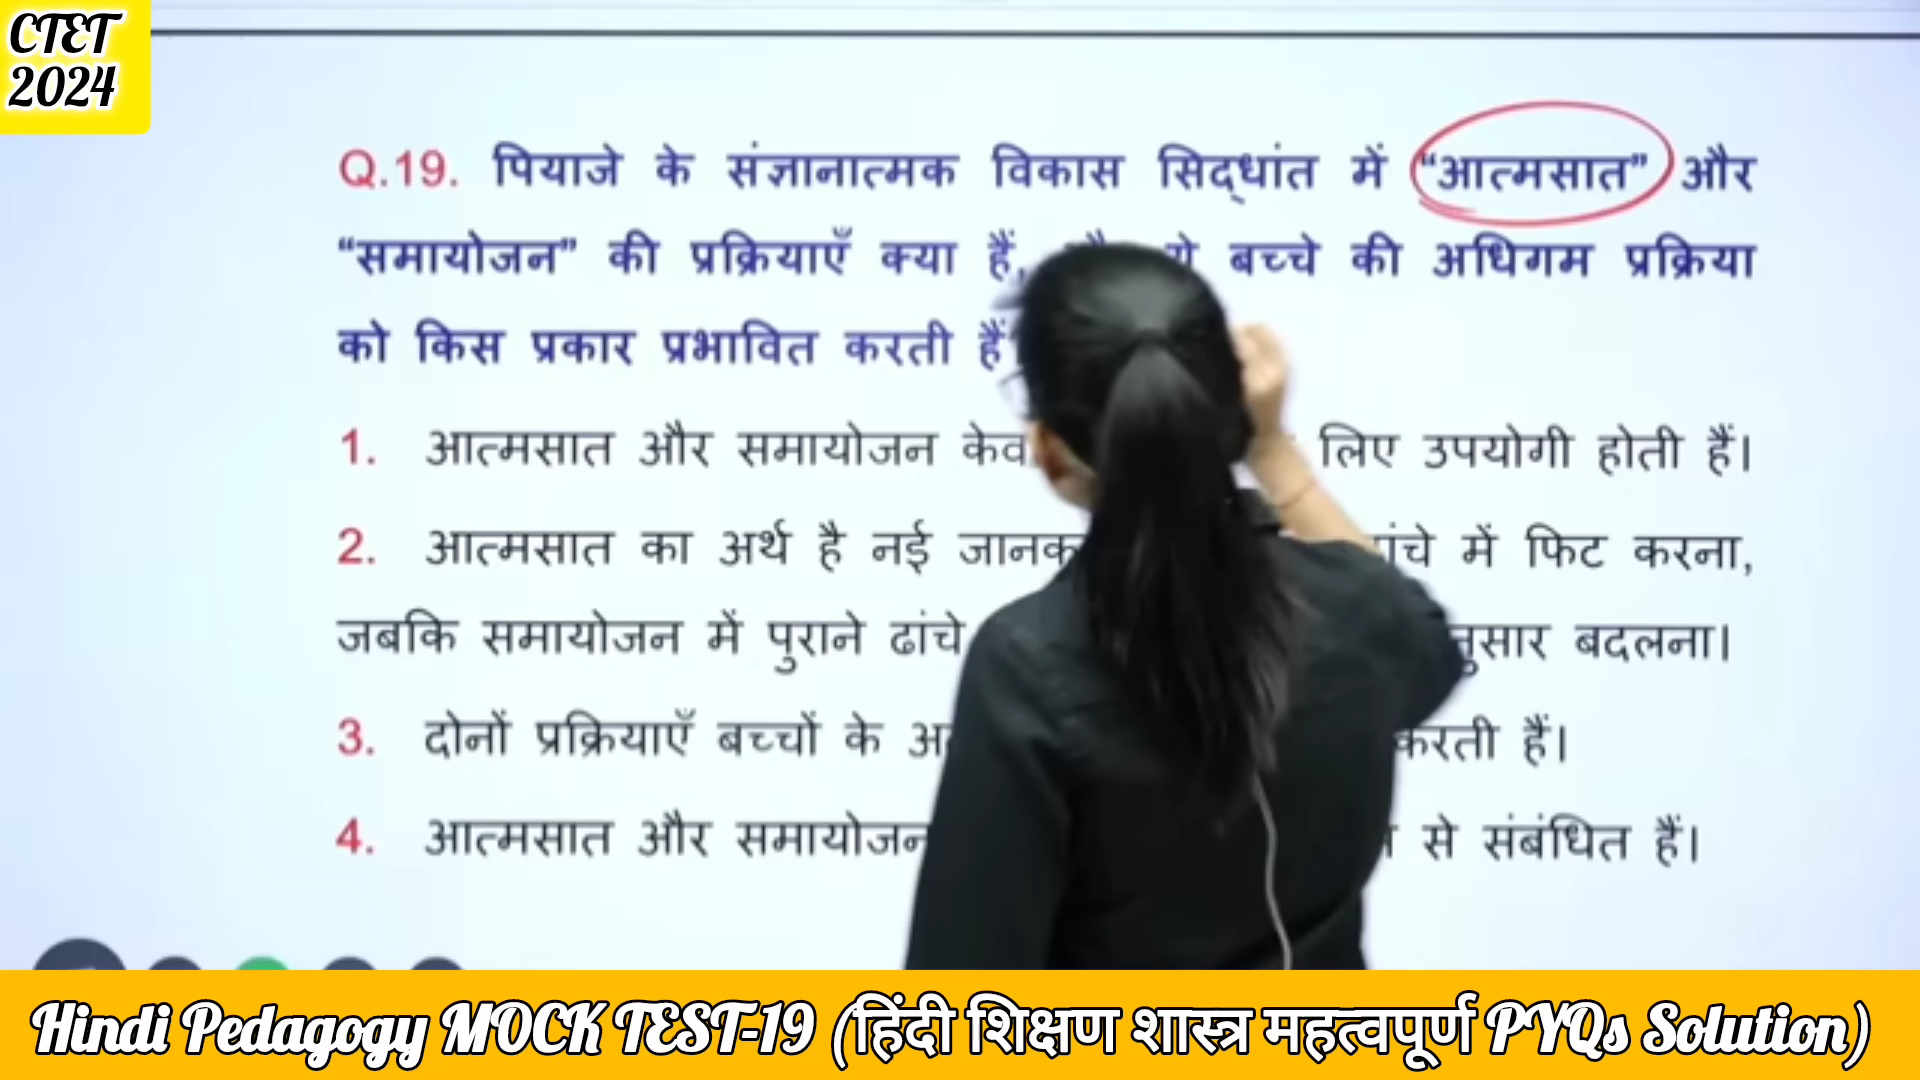 CTET
2024
Q.19. पियाजे के संज्ञानात्मक विकास सिद्धांत में “आत्मसात” और
“समायोजन” की प्रक्रियाएँ क्या हैं, बच्चे की अधिगम प्रक्रिया
को किस प्रकार प्रभावित करती हैं
1. आत्मसात और समायोजन लिए उपयोगी होती हैं।
2. आत्मसात का अर्थ है नई में फिट करना,
जबकि समायोजन में पुराने ढांचे बदलना।
3. दोनों प्रक्रियाएँ बच्चों के करती हैं।
4. आत्मसात और समायोजन से संबंधित हैं।
Hindi Pedagogy MOCK TEST-19 (हिंदी शिक्षण शास्त्र महत्वपूर्ण PYQs Solution)